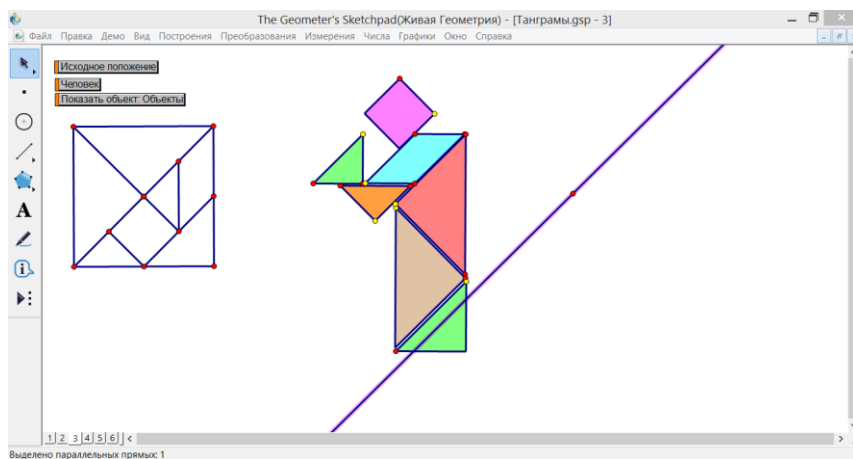 The Geometer's Sketchpad(Живая Геометрия) - [Танграмы.gsp - 3]
Файл Правка Демо Вид Построения Преобразования Измерения Числа Графики Окно Справка
Исходное положение
Человек
Показать объект: Объекты
A
1 2 3 4 5 6
Выделено параллельных прямых: 1